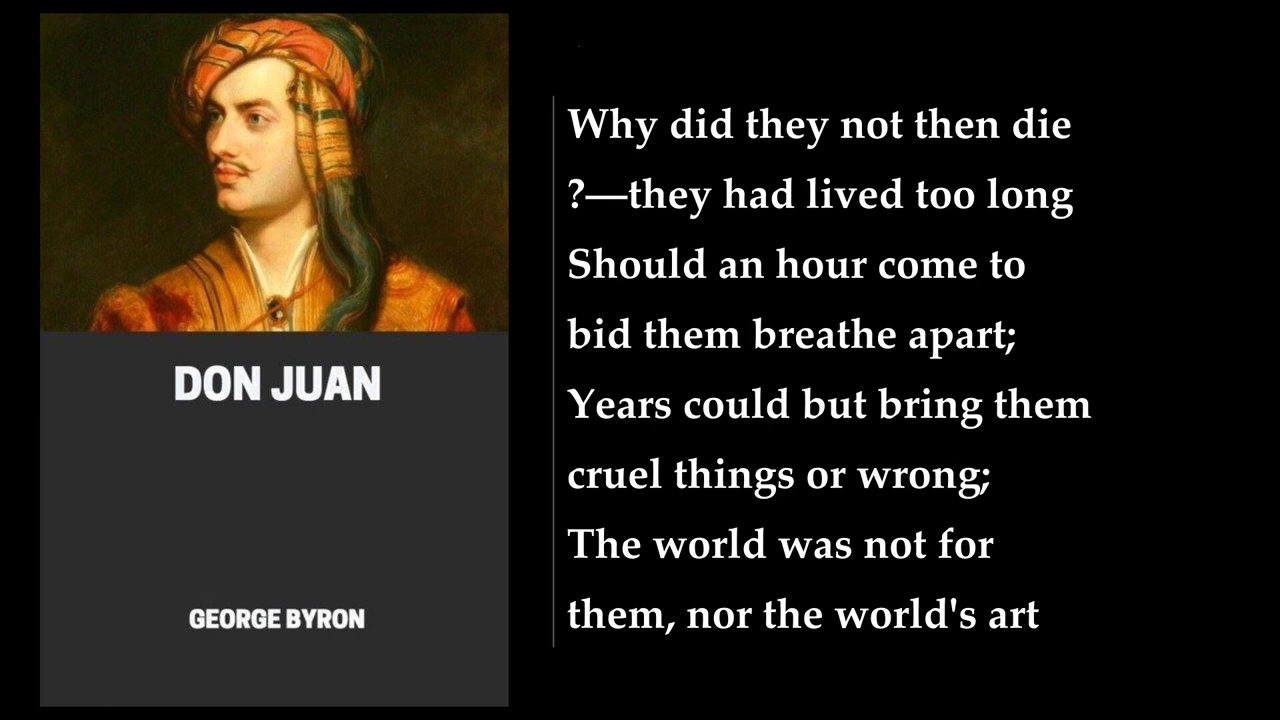 DON JUAN
GEORGE BYRON
Why did they not then die
?—they had lived too long
Should an hour come to
bid them breathe apart;
Years could but bring them
cruel things or wrong;
The world was not for
them, nor the world's art